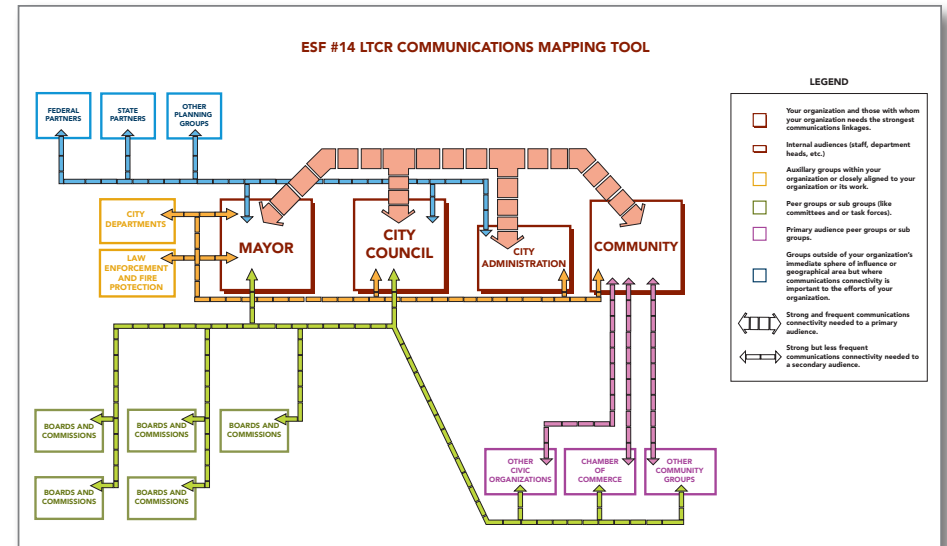 ESF #14 LTCR COMMUNICATIONS MAPPING TOOL
FEDERAL
PARTNERS
STATE
PARTNERS
OTHER
PLANNING
GROUPS
CITY
DEPARTMENTS
LAW
ENFORCEMENT
AND FIRE
PROTECTION
MAYOR
CITY
COUNCIL
CITY
ADMINISTRATION
COMMUNITY
BOARDS AND
COMMISSIONS
BOARDS AND
COMMISSIONS
BOARDS AND
COMMISSIONS
BOARDS AND
COMMISSIONS
BOARDS AND
COMMISSIONS
OTHER
CIVIC
ORGANIZATIONS
CHAMBER
OF
COMMERCE
OTHER
COMMUNITY
GROUPS
LEGEND
Your organization and those with whom
your organization needs the strongest
communications linkages.
Internal audiences (staff, department
heads, etc.)
Auxillary groups within your
organization or closely aligned to your
organization or its work.
Peer groups or sub groups (like
committees and or task forces).
Primary audience peer groups or sub
groups.
Groups outside of your organization's
immediate sphere of influence or
geographical area but where
communications connectivity is
important to the efforts of your
organization.
Strong and frequent communications
connectivity needed to a primary
audience.
Strong but less frequent
communications connectivity needed to
a secondary audience.